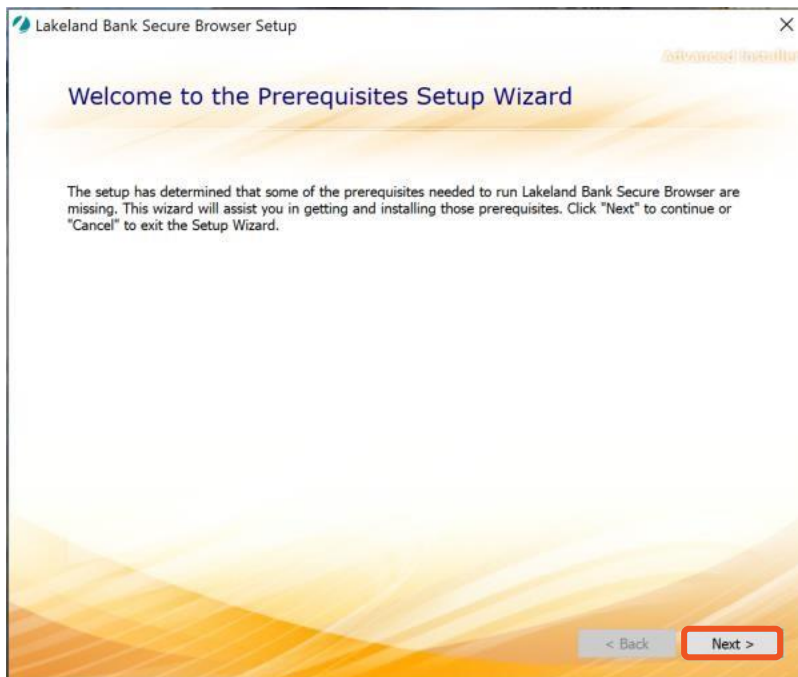 Lakeland Bank Secure Browser Setup
Advanced Installer
Welcome to the Prerequisites Setup Wizard
The setup has determined that some of the prerequisites needed to run Lakeland Bank Secure Browser are
missing. This wizard will assist you in getting and installing those prerequisites. Click "Next" to continue or
"Cancel" to exit the Setup Wizard.
< Back
Next >